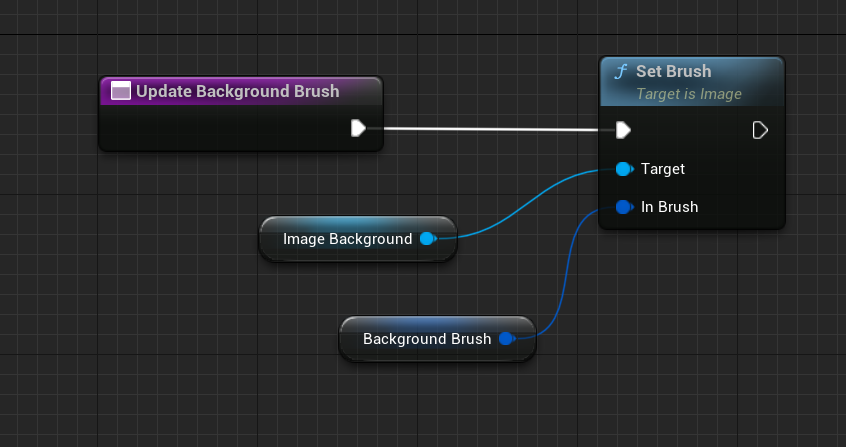 Update Background Brush
f Set Brush
Target is Image
Target
In Brush
Image Background
Background Brush